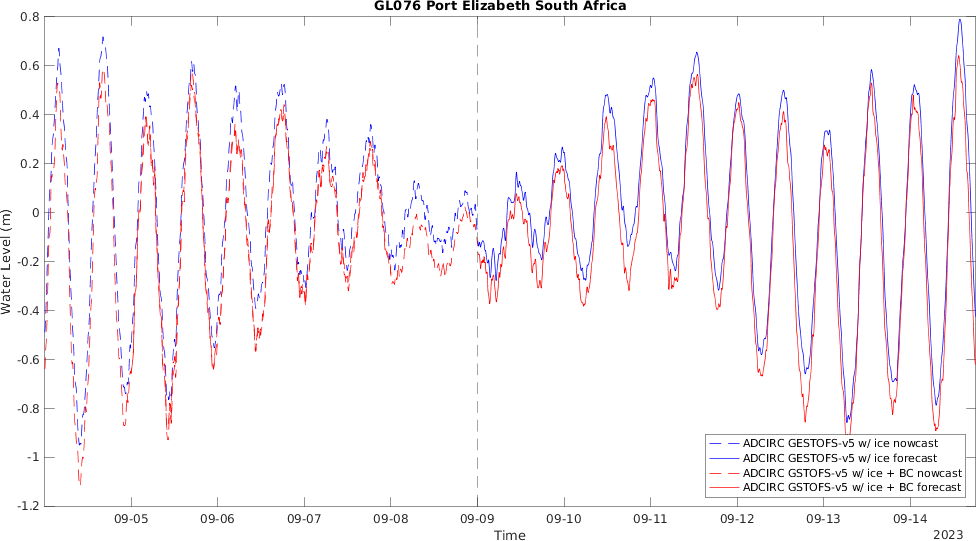 GL076 Port Elizabeth South Africa
0.8
0.6
0.4
0.2
0
-0.2
-0.4
-0.6
-0.8
-1
-1.2
Water Level (m)
ADCIRC GESTOFS-v5 w/ ice nowcast
ADCIRC GESTOFS-v5 w/ ice forecast
ADCIRC GSTOFS-v5 w/ ice + BC nowcast
ADCIRC GSTOFS-v5 w/ ice + BC forecast
09-05 09-06 09-07 09-08 09-09 09-10 09-11 09-12 09-13 09-14
Time
2023